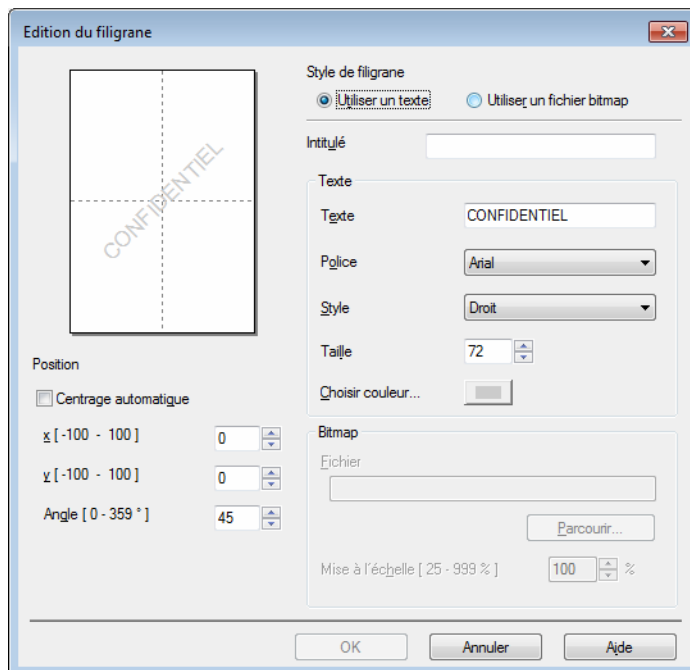 Edition du filigrane
CONFIDENTIEL
Position
Centrage automatique
x [ -100 - 100 ] 0
y [ -100 - 100 ] 0
Angle [ 0 - 359 ° ] 45
Style de filigrane
Utiliser un texte Utiliser un fichier bitmap
Intitulé
Texte
Texte CONFIDENTIEL
Police Arial
Style Droit
Taille 72
Choisir couleur...
Bitmap
Fichier
Parcourir...
Mise à l'échelle [ 25 - 999 % ] 100 %
OK Annuler Aide